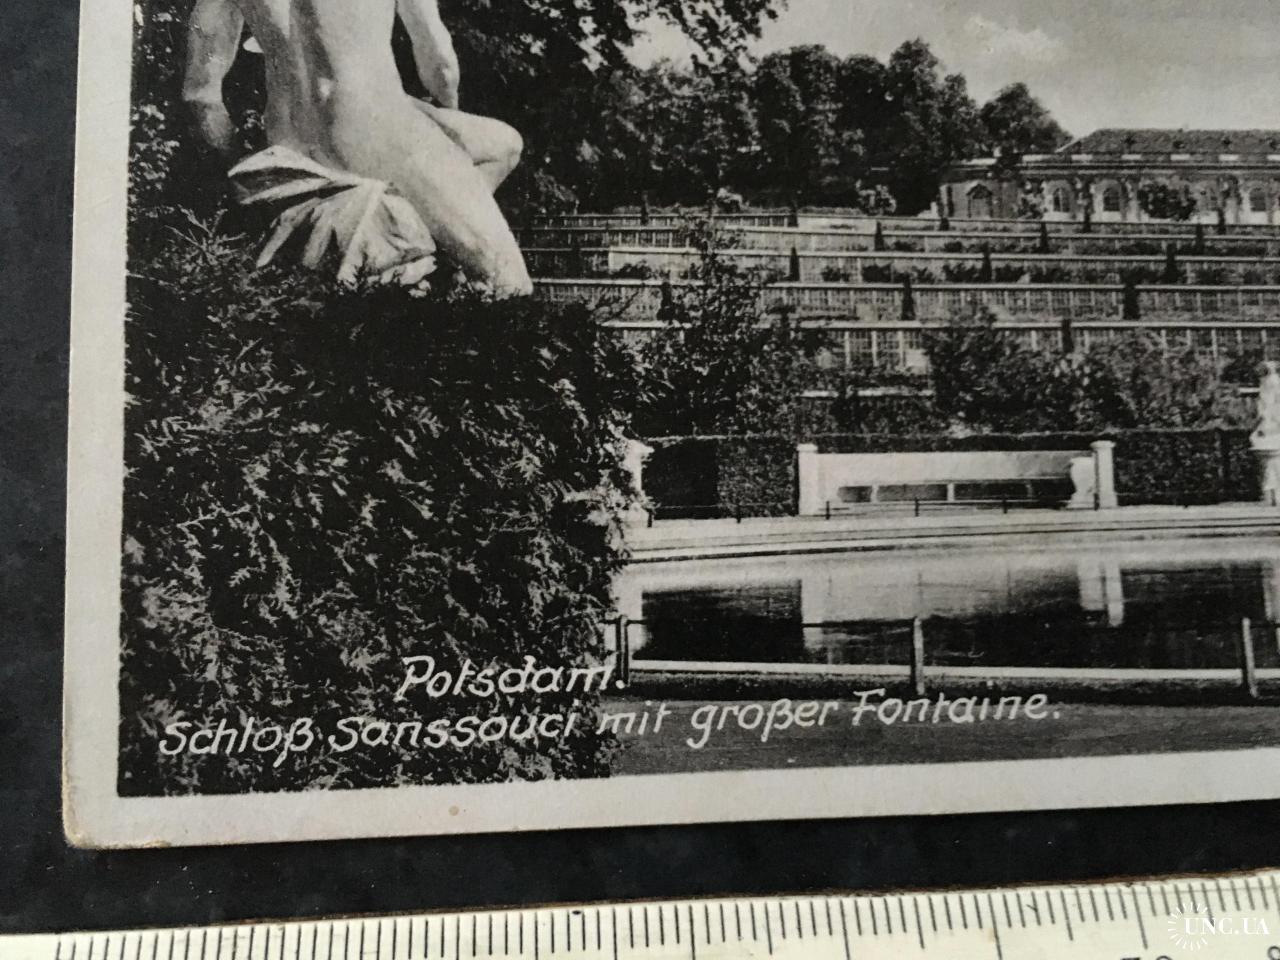 Potsdam.
Schloß Sanssouci mit großer Fontaine.
UNC.UA